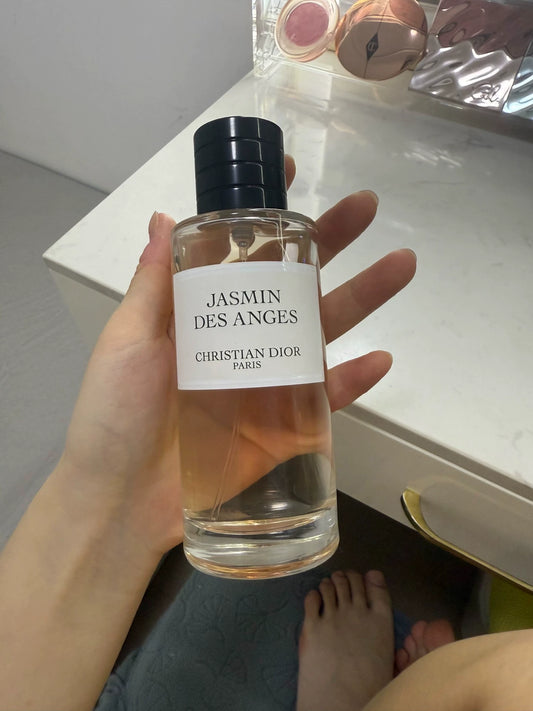 JASMIN
DES ANGES
CHRISTIAN DIOR
PARIS